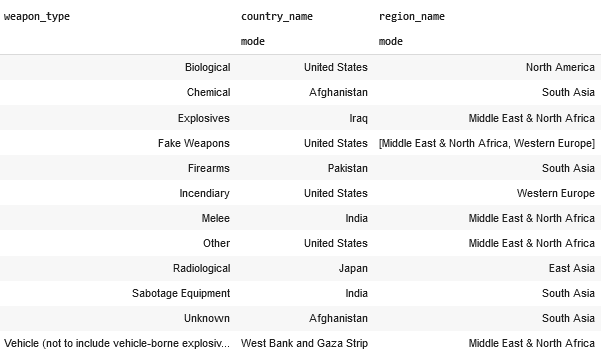 weapon_type country_name region_name
mode mode
Biological United States North America
Chemical Afghanistan South Asia
Explosives Iraq Middle East & North Africa
Fake Weapons United States [Middle East & North Africa, Western Europe]
Firearms Pakistan South Asia
Incendiary United States Western Europe
Melee India Middle East & North Africa
Other United States Middle East & North Africa
Radiological Japan East Asia
Sabotage Equipment India South Asia
Unknown Afghanistan South Asia
Vehicle (not to include vehicle-borne explosiv... West Bank and Gaza Strip Middle East & North Africa